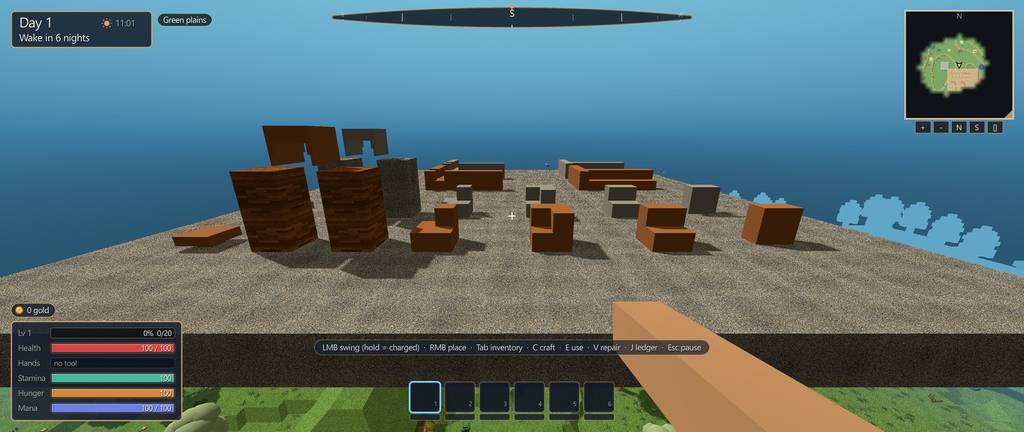 Day 1
11:01
Wake in 6 nights
Green plains
S
N
+ - N S []
0 gold
Lv 1 0% 0/20
Health 100 / 100
Hands no tool
Stamina 100
Hunger 100
Mana 100 / 100
LMB swing (hold = charged) · RMB place · Tab inventory · C craft · E use · V repair · J ledger · Esc pause
1 2 3 4 5 6